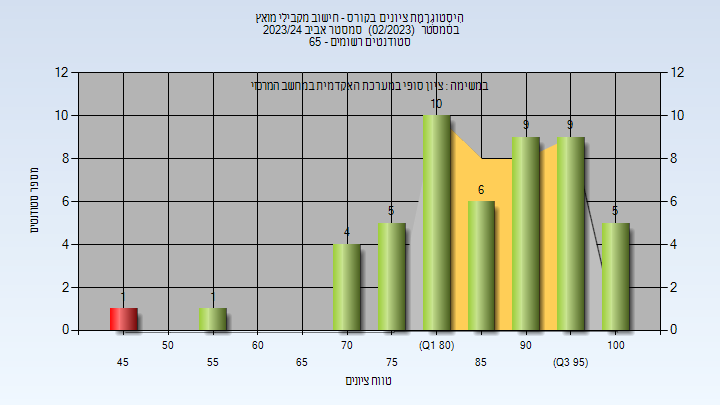 היסטוגרמת ציונים בקורס - חישוב מקבילי מואץ
בסמסטר (02/2023) סמסטר אביב 2023/24
סטודנטים רשומים - 65
במשימה : ציון סופי במערכת האקדמית במחשב המרכזי
12 12
10 10
8 8
6 6
4 4
2 2
0 0
1 1 4 5 10 6 9 9 5
מספר סטודנטים
50 60 70 (Q1 80) 90 100
45 55 65 75 85 (Q3 95)
טווח ציונים